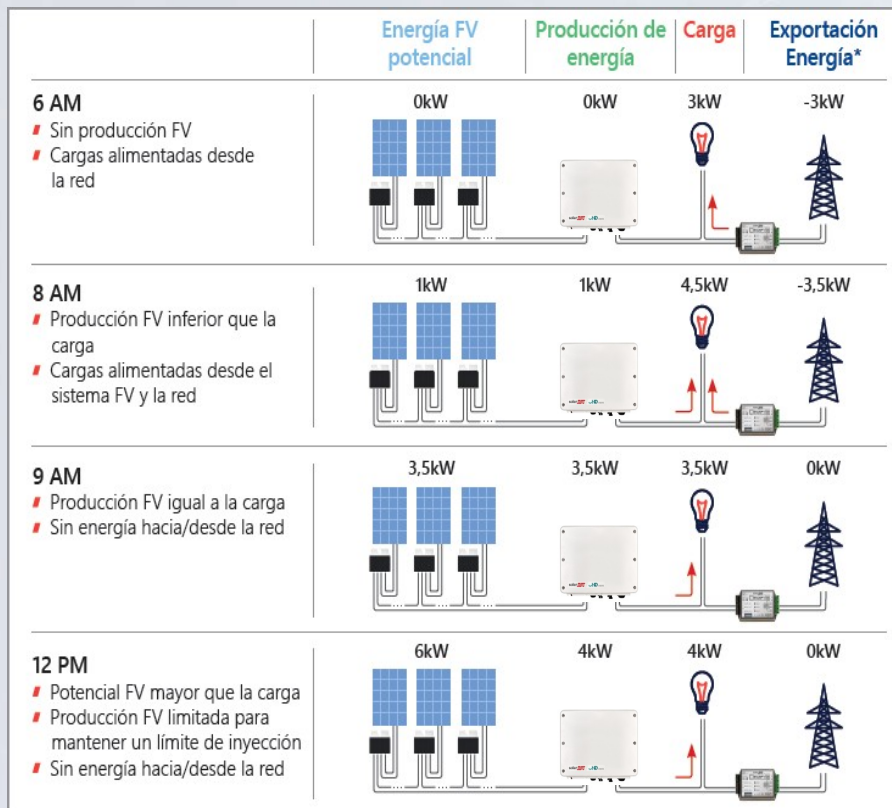 Energía FV
potencial
Producción de
energía
Carga
Exportación
Energía*
6 AM
Sin producción FV
Cargas alimentadas desde
la red
0kW
0kW
3kW
-3kW
8 AM
Producción FV inferior que la
carga
Cargas alimentadas desde el
sistema FV y la red
1kW
1kW
4,5kW
-3,5kW
9 AM
Producción FV igual a la carga
Sin energía hacia/desde la red
3,5kW
3,5kW
3,5kW
0kW
12 PM
Potencial FV mayor que la carga
Producción FV limitada para
mantener un límite de inyección
Sin energía hacia/desde la red
6kW
4kW
4kW
0kW